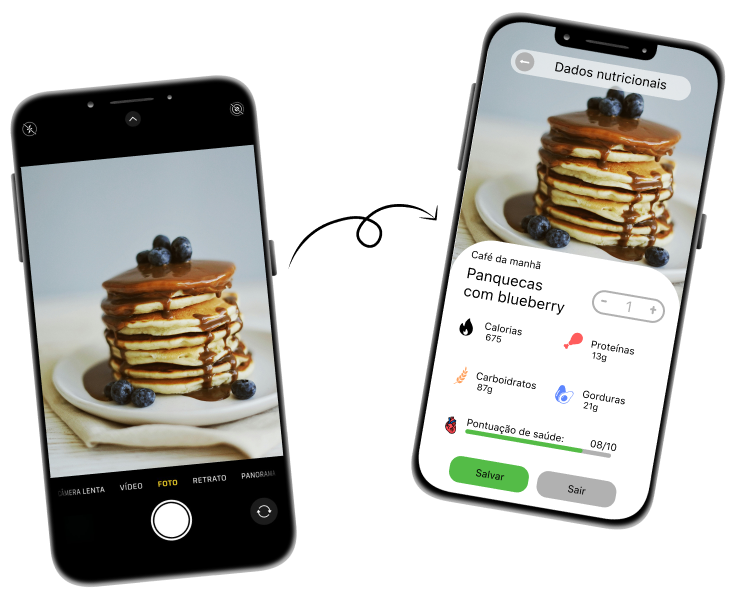 CÂMERA LENTA VÍDEO FOTO RETRATO PANORAMA
Dados nutricionais
Café da manhã
Panquecas
com blueberry
- 1 +
Calorias
675
Proteínas
13g
Carboidratos
87g
Gorduras
21g
Pontuação de saúde: 08/10
Salvar
Sair